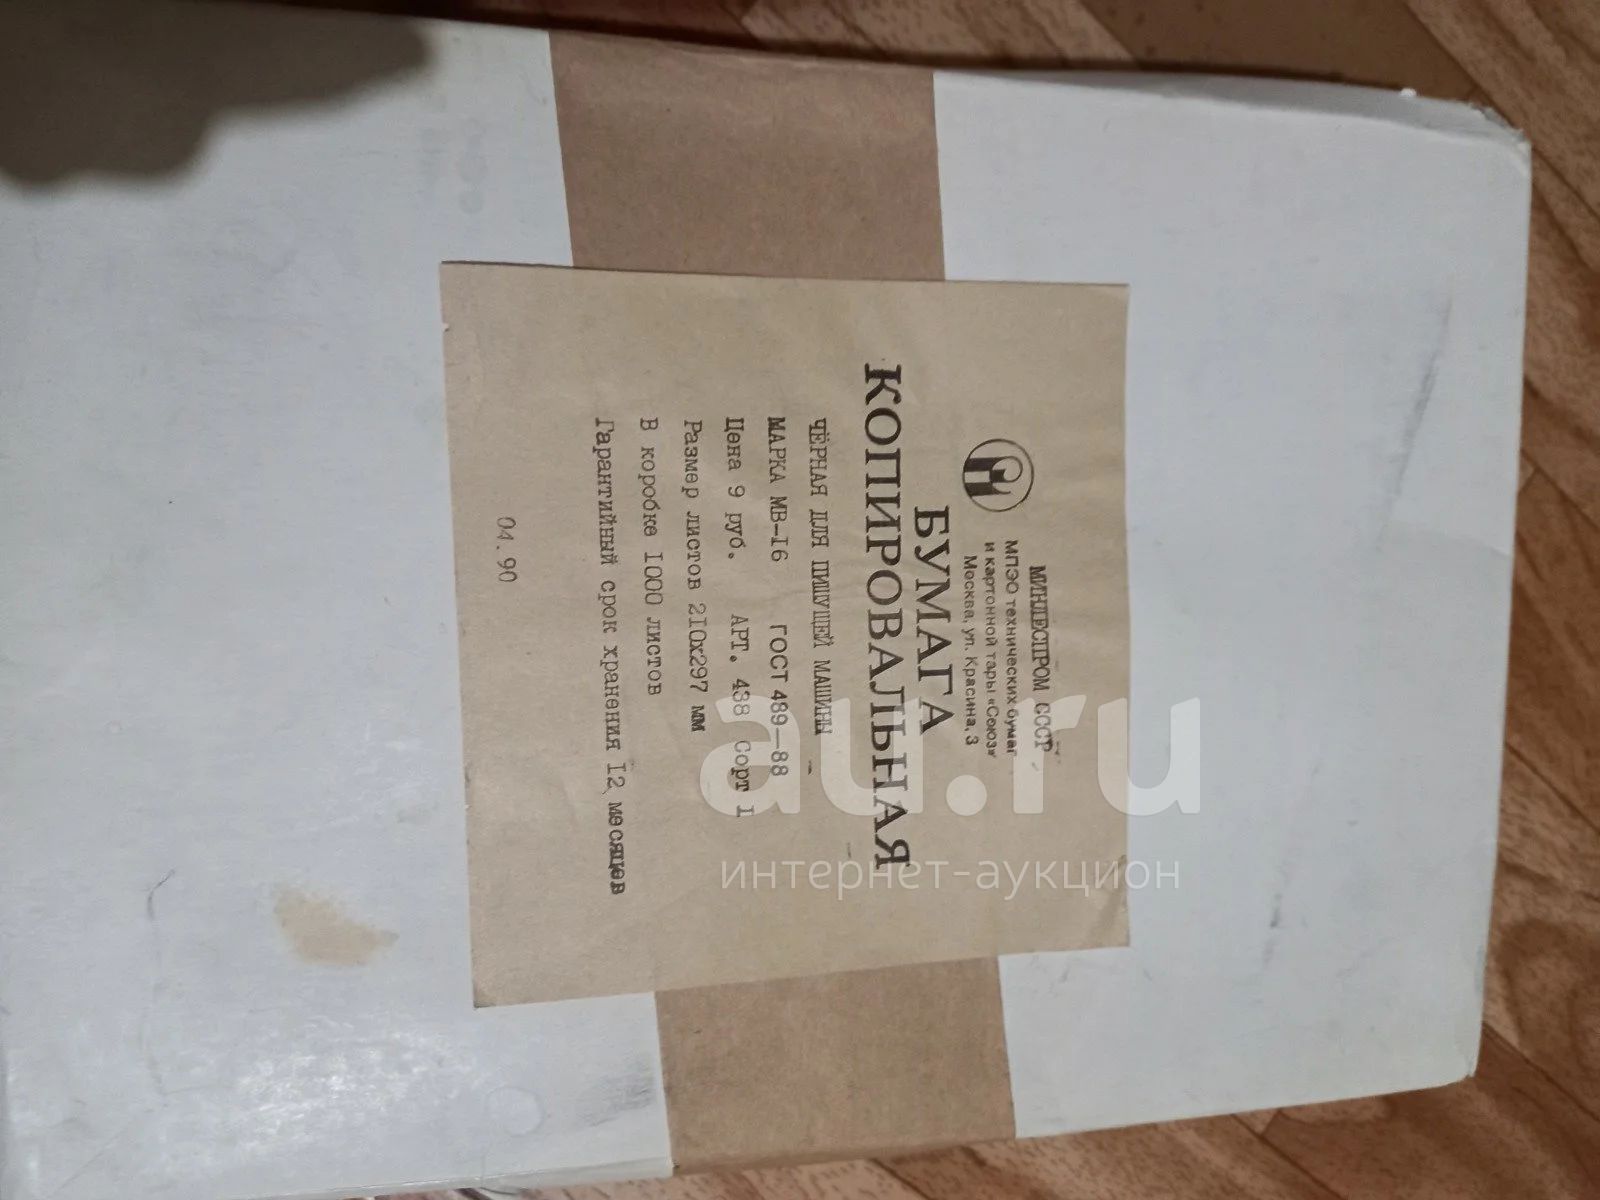 МИНЛЕСПРОМ СССР
МПЭО технических бумаг
и картонной тары «Союз»
Москва, ул. Красина, 3
БУМАГА
КОПИРОВАЛЬНАЯ
ЧЁРНАЯ ДЛЯ ПИШУЩЕЙ МАШИНЫ
МАРКА МВ-16 ГОСТ 489—88
Цена 9 руб. АРТ. 438 Сорт 1
Размер листов 210х297 мм
В коробке 1000 листов
Гарантийный срок хранения 12 месяцев
04.90
au.ru
интернет-аукцион